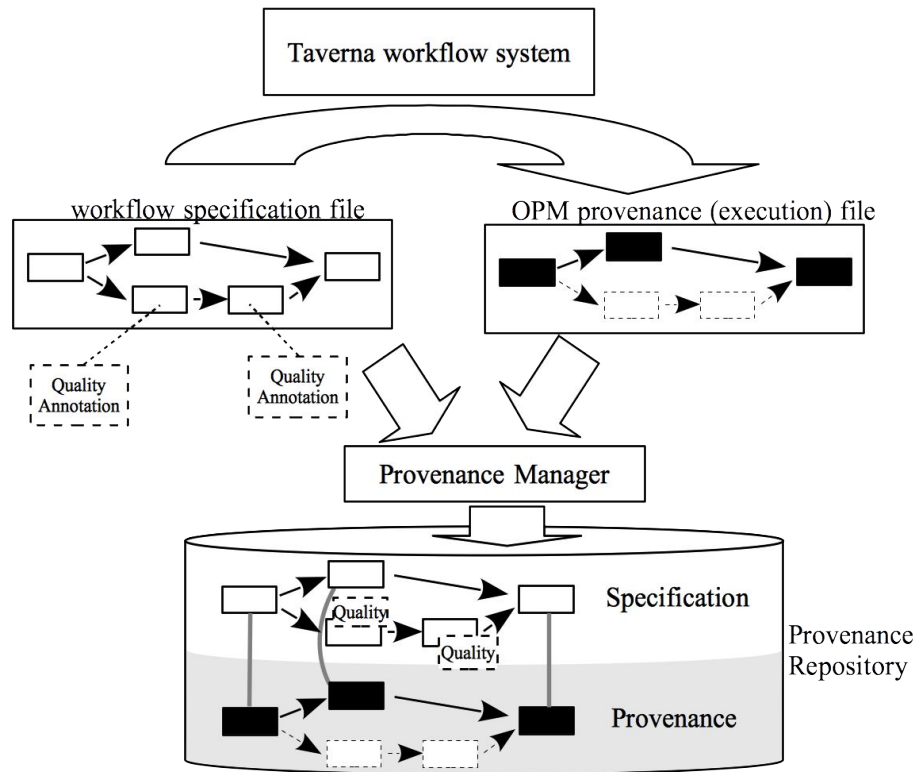 Taverna workflow system
workflow specification file
OPM provenance (execution) file
Quality
Annotation
Quality
Annotation
Provenance Manager
Specification
Quality
Quality
Provenance
Repository
Provenance